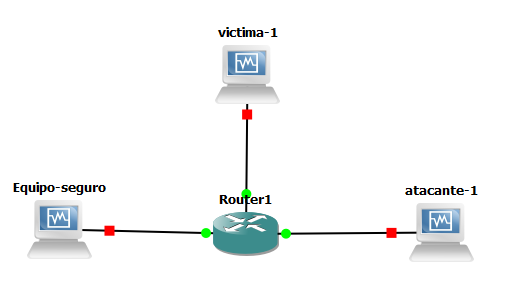 victima-1
Equipo-seguro
Router1
atacante-1